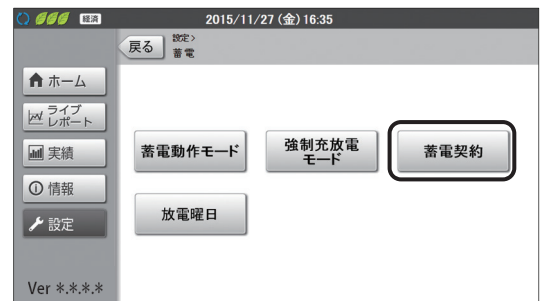 経済 2015/11/27 (金) 16:35
戻る
設定>
蓄電
ホーム
ライブ
レポート
実績
情報
設定
Ver *.*.*.*
蓄電動作モード
強制充放電
モード
蓄電契約
放電曜日